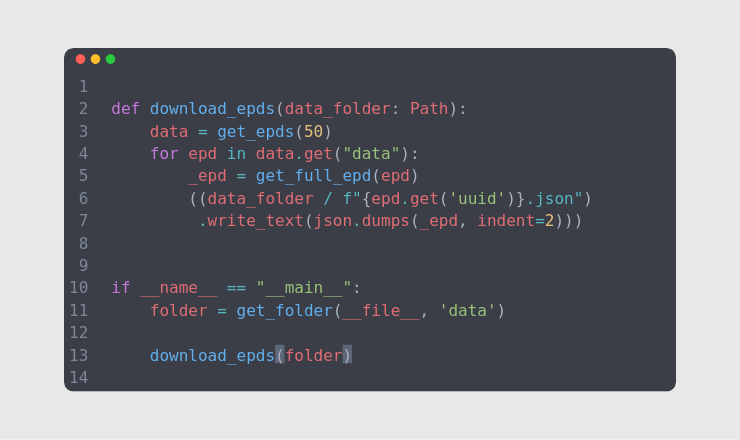 1
2 def download_epds(data_folder: Path):
3     data = get_epds(50)
4     for epd in data.get("data"):
5         _epd = get_full_epd(epd)
6         ((data_folder / f"{epd.get('uuid')}.json")
7          .write_text(json.dumps(_epd, indent=2)))
8
9
10 if __name__ == "__main__":
11     folder = get_folder(__file__, 'data')
12
13     download_epds(folder)
14